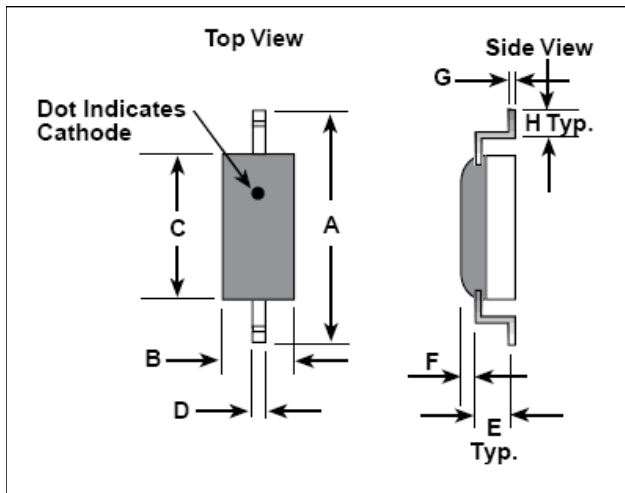 Top View
Side View
G
Dot Indicates
Cathode
H Typ.
C
A
B
F
D
E
Typ.